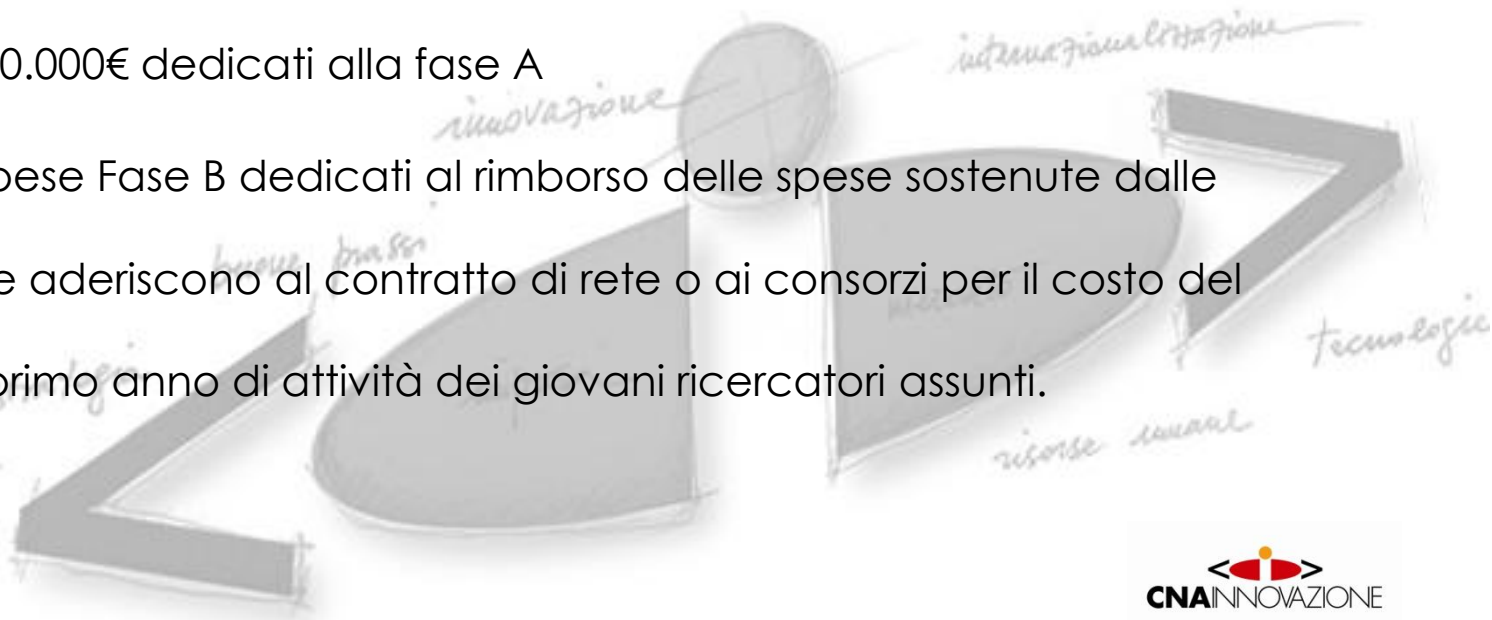 0.000€ dedicati alla fase A
internazionalizzazione
innovazione
pese Fase B dedicati al rimborso delle spese sostenute dalle
buone prassi
e aderiscono al contratto di rete o ai consorzi per il costo del
primo anno di attività dei giovani ricercatori assunti.
risorse umane
CNAINNOVAZIONE